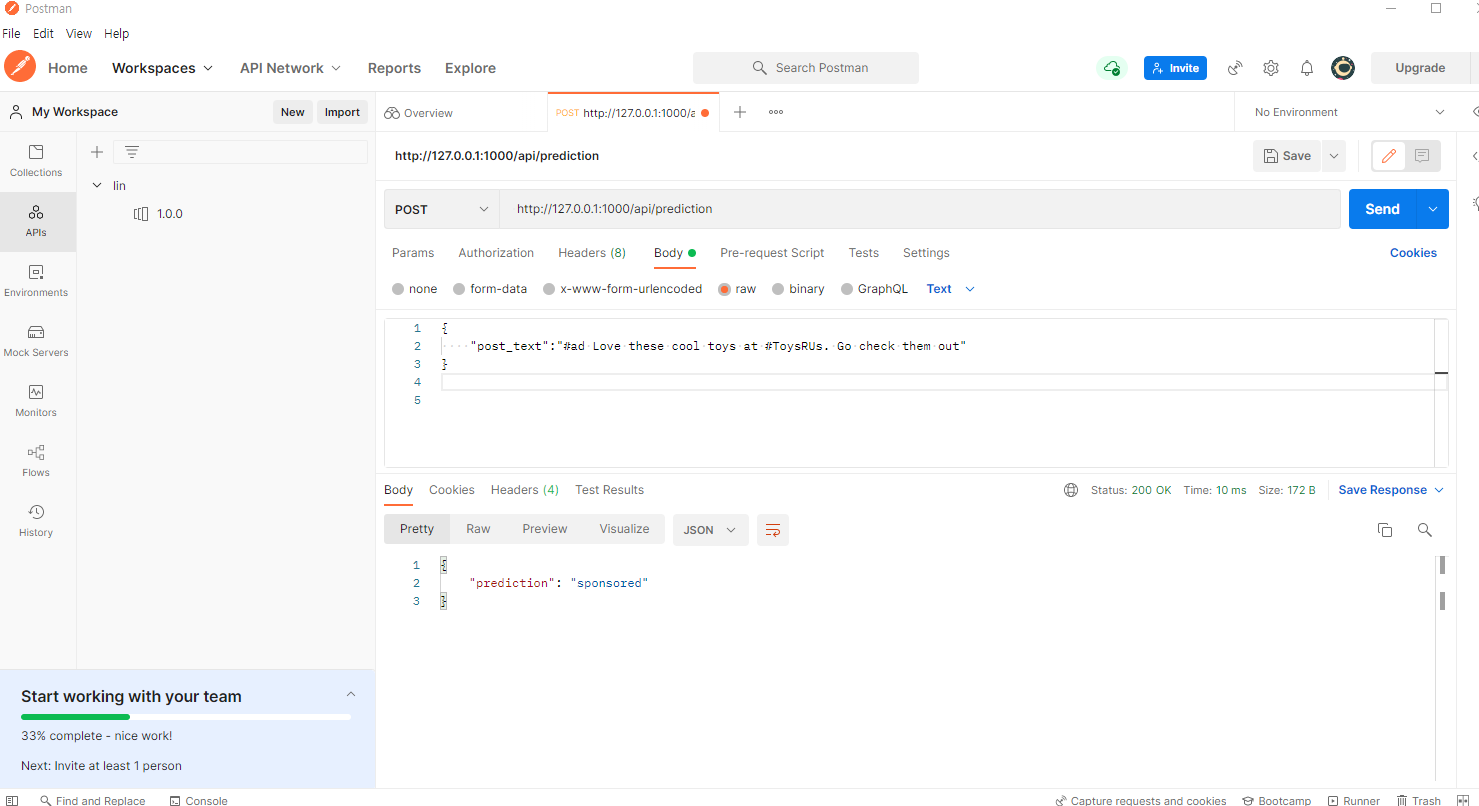 Postman
File Edit View Help
Home Workspaces API Network Reports Explore Search Postman Invite Upgrade
My Workspace New Import Overview POST http://127.0.0.1:1000/a No Environment
http://127.0.0.1:1000/api/prediction Save
Collections
lin
1.0.0
POST http://127.0.0.1:1000/api/prediction Send
APIs
Params Authorization Headers (8) Body Pre-request Script Tests Settings Cookies
none form-data x-www-form-urlencoded raw binary GraphQL Text
Environments
1 {
2 "post_text":"#ad Love these cool toys at #ToysRUs. Go check them out"
3 }
4
5
Mock Servers
Monitors
Flows
History
Body Cookies Headers (4) Test Results Status: 200 OK Time: 10 ms Size: 172 B Save Response
Pretty Raw Preview Visualize JSON
1 {
2 "prediction": "sponsored"
3 }
Start working with your team
33% complete - nice work!
Next: Invite at least 1 person
Find and Replace Console Capture requests and cookies Bootcamp Runner Trash